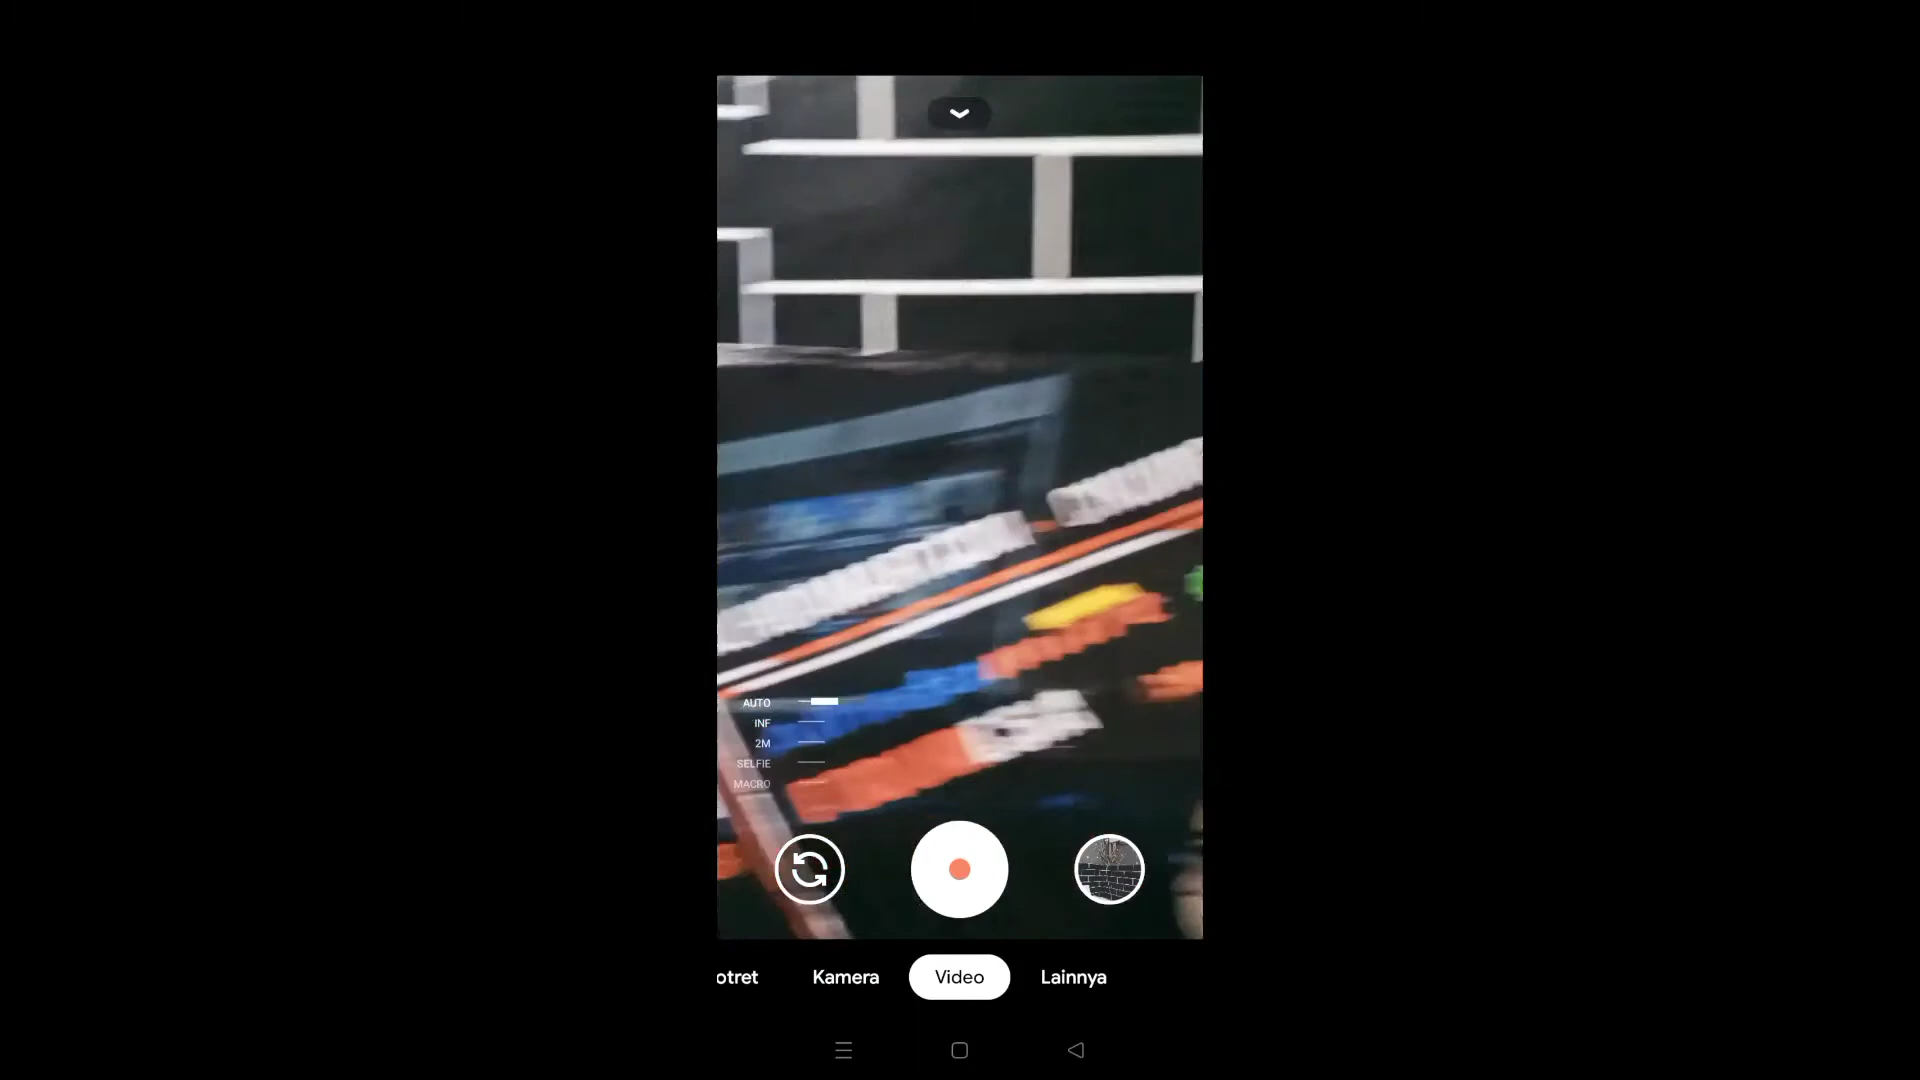 AUTO
INF
2M
SELFIE
MACRO
otret
Kamera
Video
Lainnya